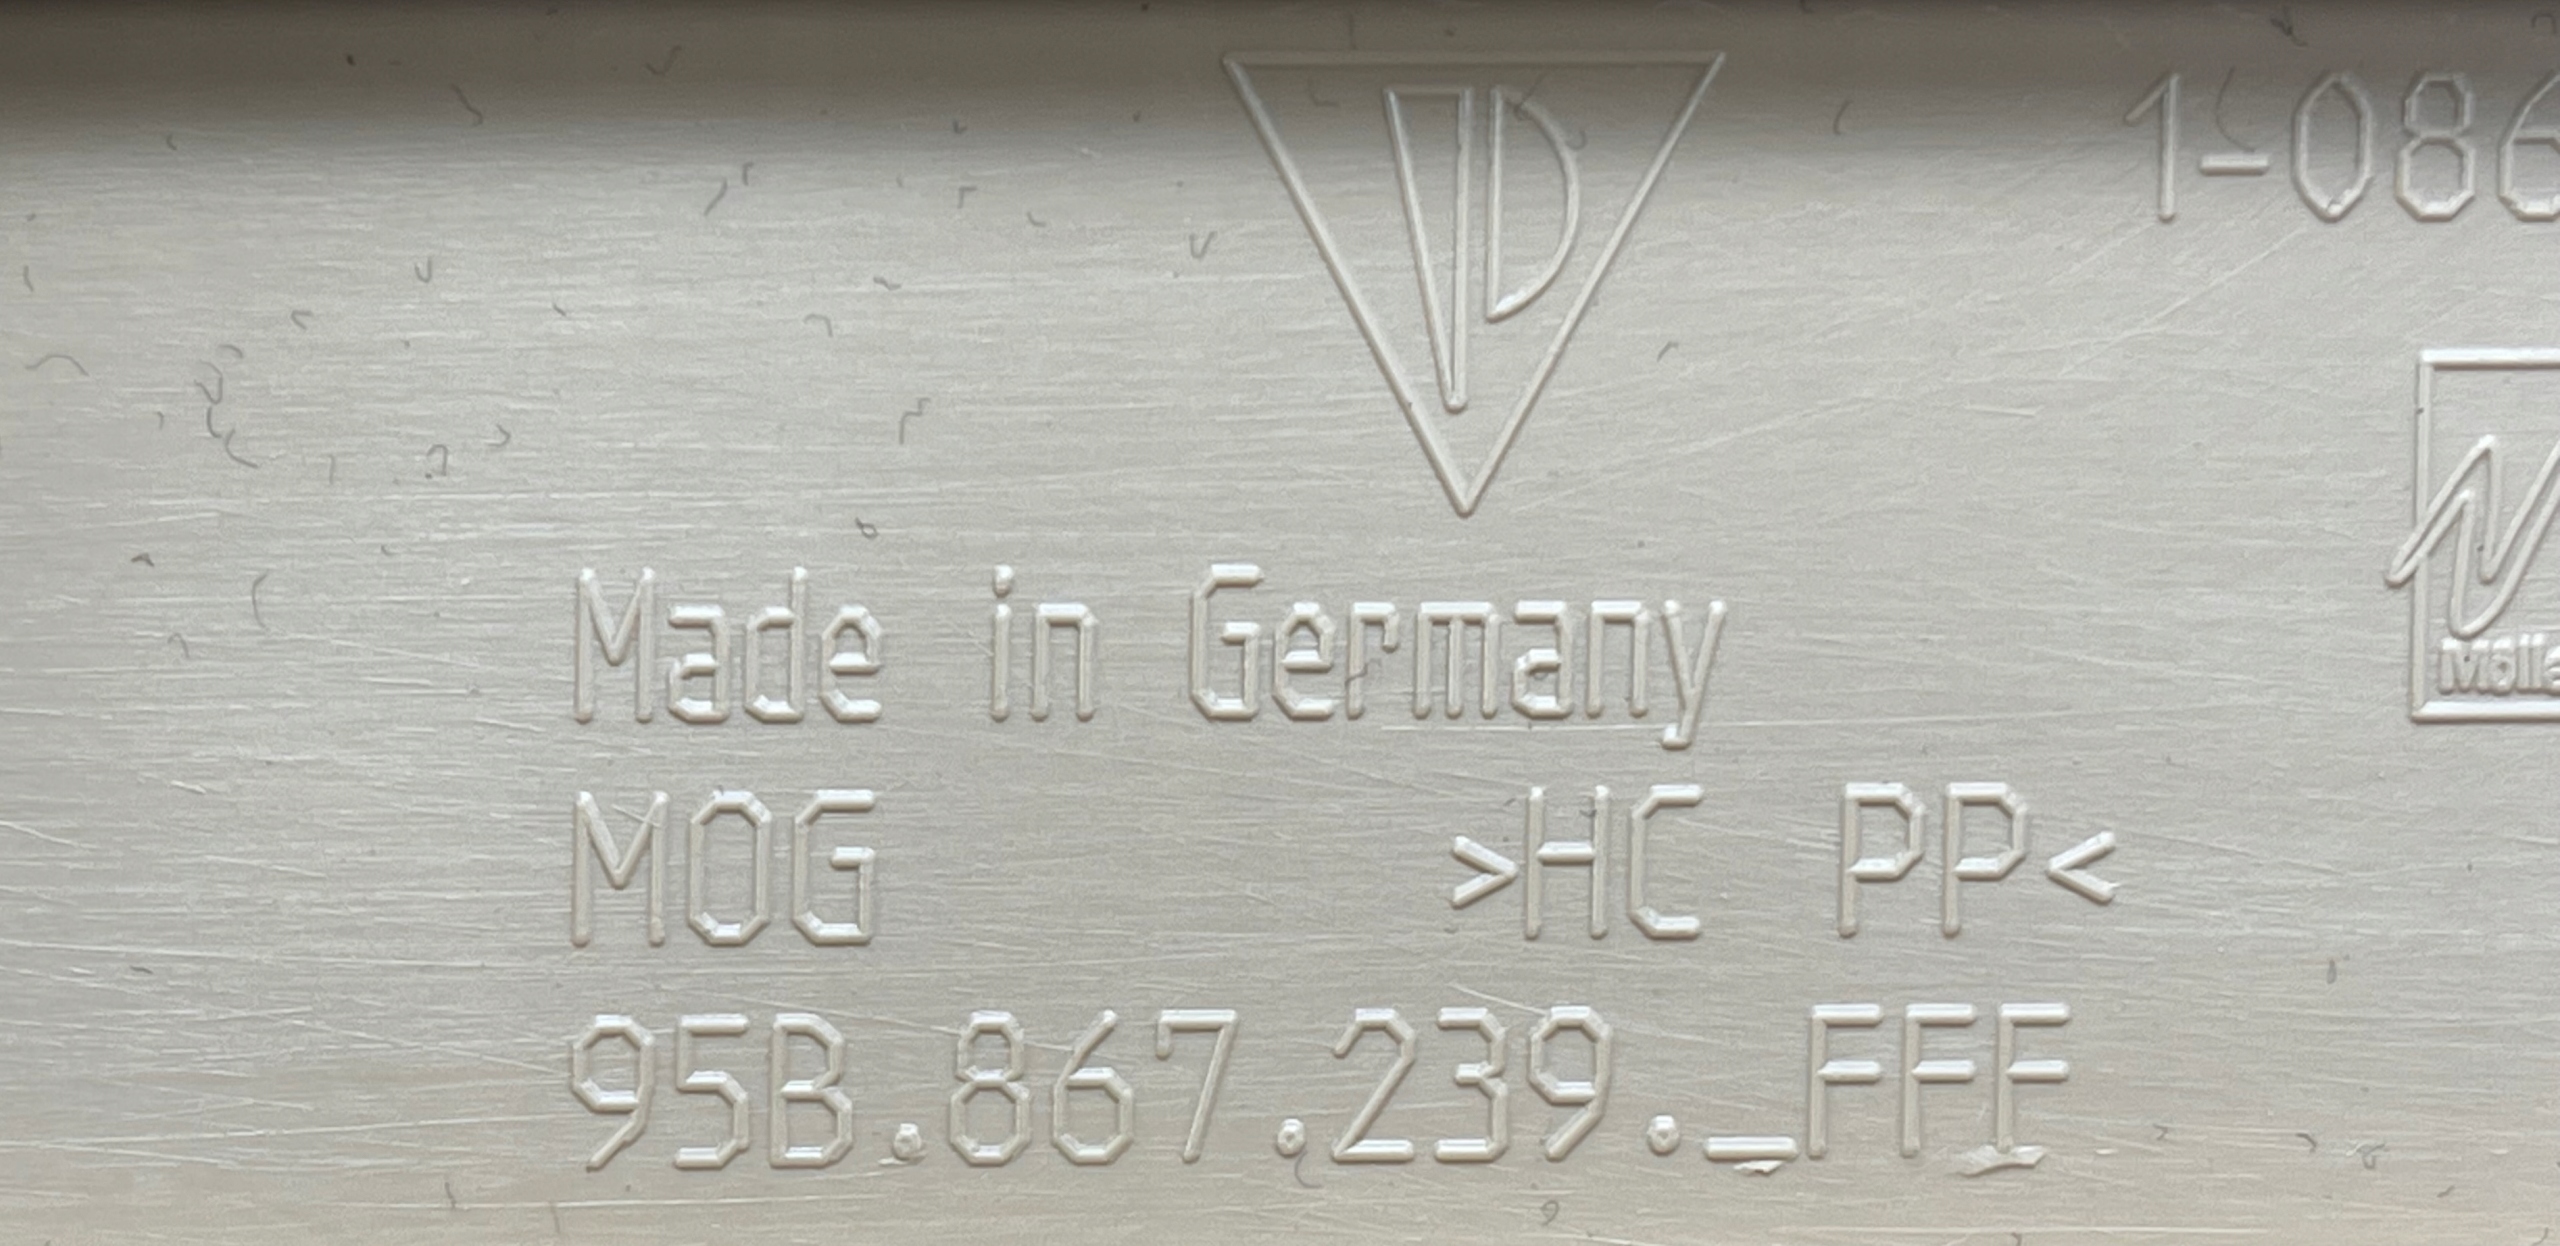 1-086
Made in Germany
MOG >HC PP<
95B.867.239._FFF